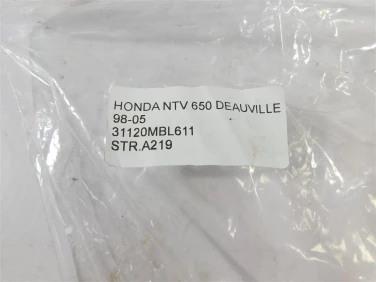 HONDA NTV 650 DEAUVILLE
98-05
31120MBL611
STR.A219